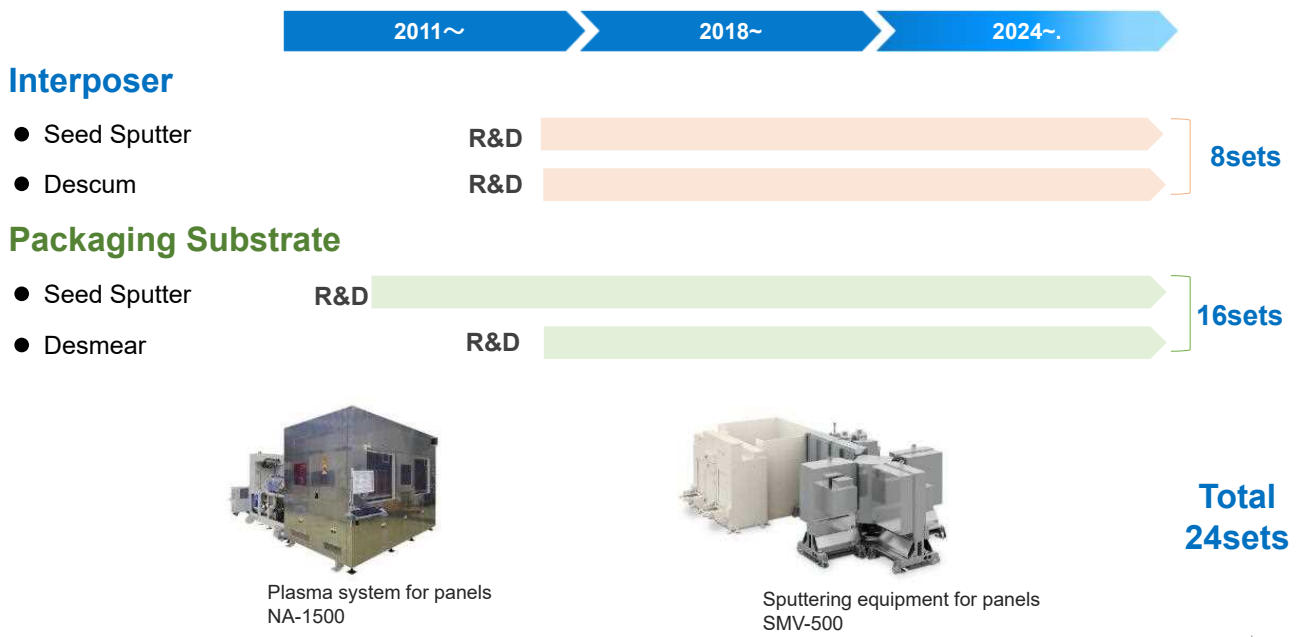 2011～
2018~
2024~.
Interposer
● Seed Sputter
R&D
● Descum
R&D
8sets
Packaging Substrate
● Seed Sputter
R&D
● Desmear
R&D
16sets
Total
24sets
Plasma system for panels
NA-1500
Sputtering equipment for panels
SMV-500